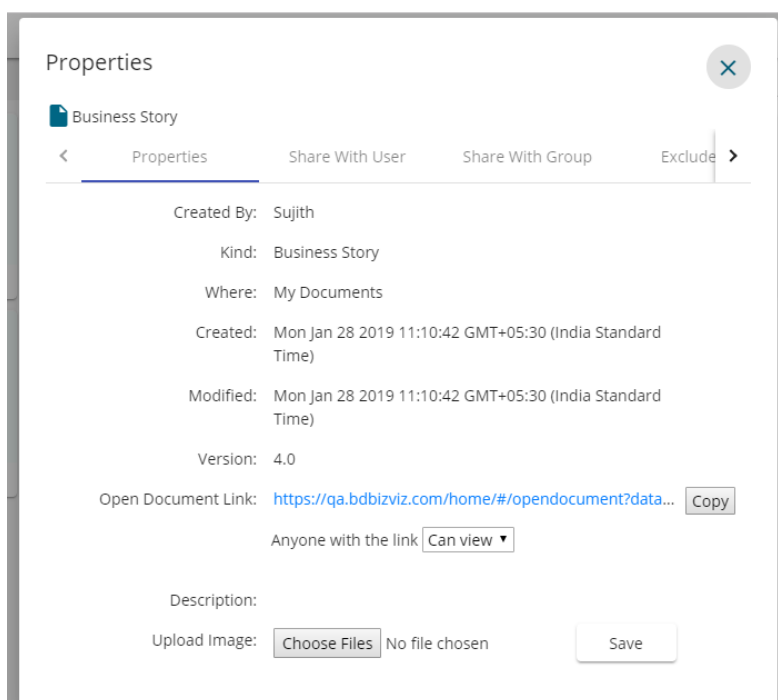 Properties
Business Story
Properties Share With User Share With Group Exclude
Created By: Sujith
Kind: Business Story
Where: My Documents
Created: Mon Jan 28 2019 11:10:42 GMT+05:30 (India Standard
Time)
Modified: Mon Jan 28 2019 11:10:42 GMT+05:30 (India Standard
Time)
Version: 4.0
Open Document Link: https://qa.bdbizviz.com/home/#/opendocument?data... Copy
Anyone with the link Can view
Description:
Upload Image: Choose Files No file chosen Save